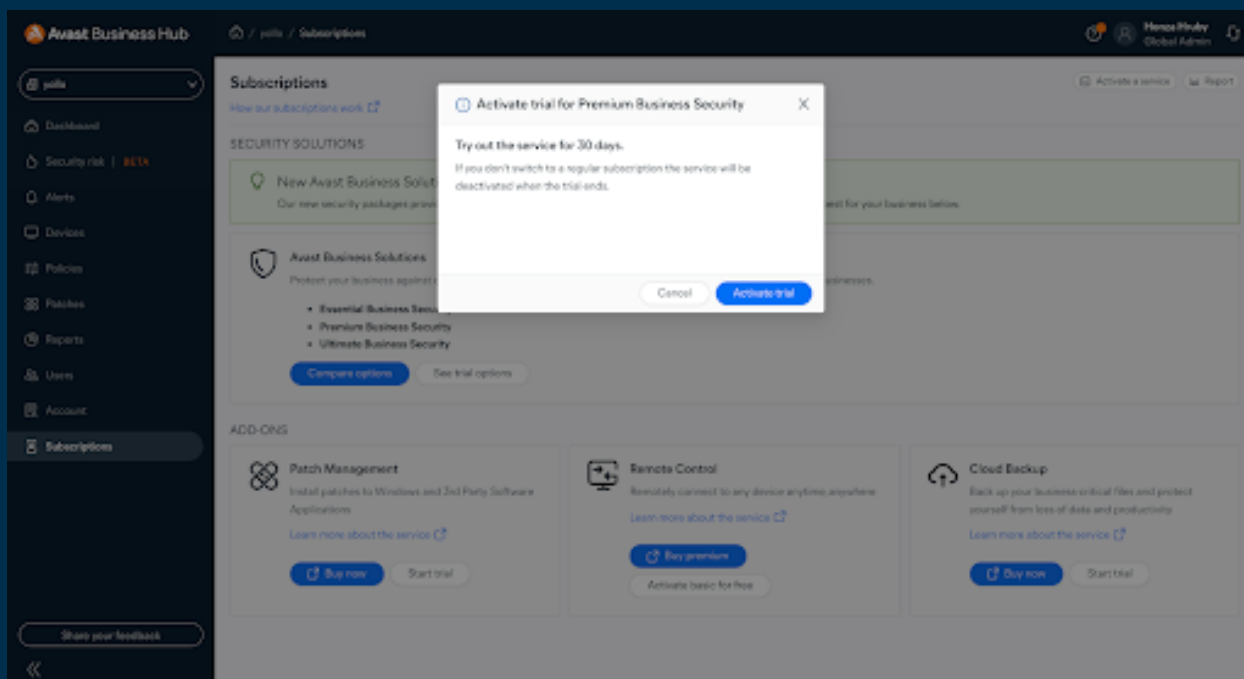 Avast Business Hub
/ yolla / Subscriptions
Honza Hruby
Global Admin
yolla
Dashboard
Security risk | BETA
Alerts
Devices
Policies
Patches
Reports
Users
Account
Subscriptions
Share your feedback
Subscriptions
Activate a service
Report
How our subscriptions work
SECURITY SOLUTIONS
New Avast Business Solut
Our new security packages provi
est for your business below.
Avast Business Solutions
Protect your business against
businesses.
• Essential Business Secu
• Premium Business Security
• Ultimate Business Security
Compare options
See trial options
Activate trial for Premium Business Security
Try out the service for 30 days.
If you don't switch to a regular subscription the service will be
deactivated when the trial ends.
Cancel
Activate trial
ADD-ONS
Patch Management
Install patches to Windows and 3rd Party Software
Applications
Learn more about the service
Buy now
Start trial
Remote Control
Remotely connect to any device anytime, anywhere
Learn more about the service
Buy premium
Activate basic for free
Cloud Backup
Back up your business critical files and protect
yourself from loss of data and productivity
Learn more about the service
Buy now
Start trial